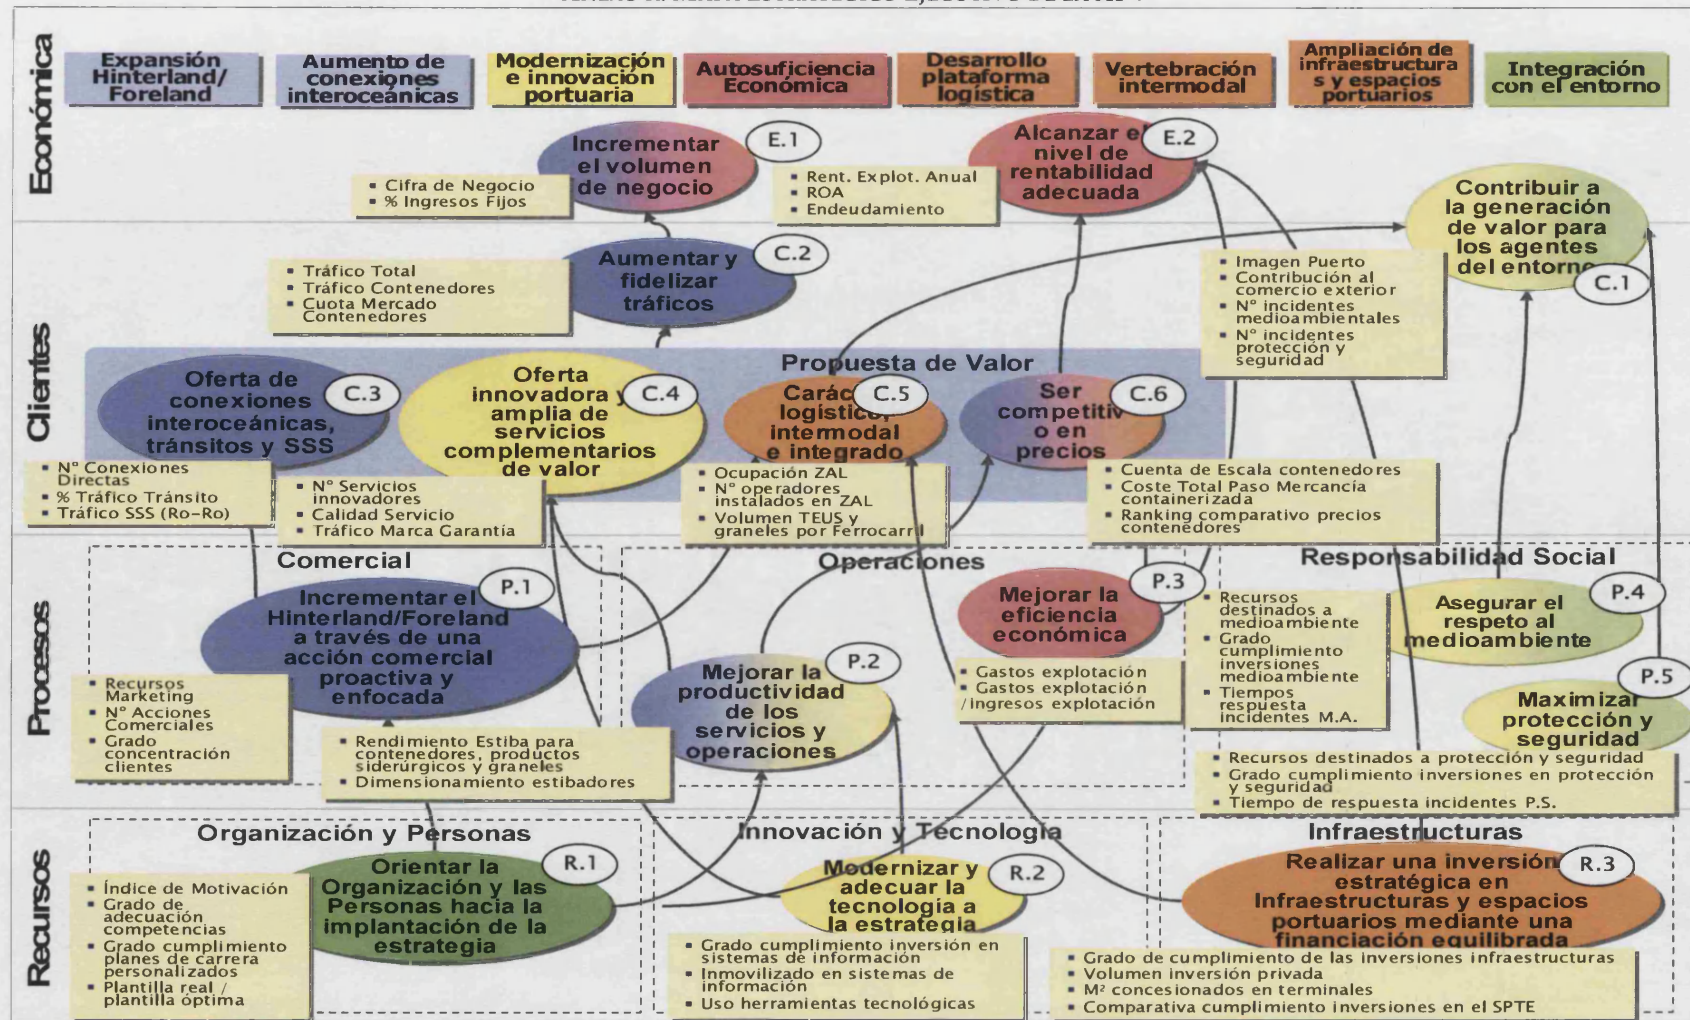 Económica
Expansión
Hinterland/
Foreland
Aumento de
conexiones
interoceánicas
Modernización
e innovación
portuaria
Autosuficiencia
Económica
Desarrollo
plataforma
logística
Vertebración
intermodal
Ampliación de
infraestructura
s y espacios
portuarios
Integración
con el entorno
Incrementar
el volumen
de negocio
E.1
▪ Cifra de Negocio
▪ % Ingresos Fijos
Alcanzar el
nivel de
rentabilidad
adecuada
E.2
▪ Rent. Explot. Anual
▪ ROA
▪ Endeudamiento
Contribuir a
la generación
de valor para
los agentes
del entorno
C.1
▪ Imagen Puerto
▪ Contribución al
comercio exterior
▪ N° incidentes
medioambientales
▪ N° incidentes
protección y
seguridad
Clientes
Aumentar y
fidelizar
tráficos
C.2
▪ Tráfico Total
▪ Tráfico Contenedores
▪ Cuota Mercado
Contenedores
Propuesta de Valor
Oferta de
conexiones
interoceánicas,
tránsitos y SSS
C.3
▪ N° Conexiones
Directas
▪ % Tráfico Tránsito
▪ Tráfico SSS (Ro-Ro)
Oferta
innovadora y
amplia de
servicios
complementarios
de valor
C.4
▪ N° Servicios
innovadores
▪ Calidad Servicio
▪ Tráfico Marca Garantía
Carác
logístico,
intermodal
e integrado
C.5
▪ Ocupación ZAL
▪ N° operadores
instalados en ZAL
▪ Volumen TEUS y
graneles por Ferrocarril
Ser
competitiv
o en
precios
C.6
▪ Cuenta de Escala contenedores
▪ Coste Total Paso Mercancía
containerizada
▪ Ranking comparativo precios
contenedores
Procesos
Comercial
Incrementar el
Hinterland/Foreland
a través de una
acción comercial
proactiva y
enfocada
P.1
▪ Recursos
Marketing
▪ N° Acciones
Comerciales
▪ Grado
concentración
clientes
Operaciones
Mejorar la
productividad
de los
servicios y
operaciones
P.2
▪ Rendimiento Estiba para
contenedores, productos
siderúrgicos y graneles
▪ Dimensionamiento estibadores
Mejorar la
eficiencia
económica
P.3
▪ Gastos explotación
▪ Gastos explotación
/Ingresos explotación
Responsabilidad Social
Asegurar el
respeto al
medioambiente
P.4
▪ Recursos
destinados a
medioambiente
▪ Grado
cumplimiento
inversiones
medioambiente
▪ Tiempos
respuesta
incidentes M.A.
Maximizar
protección y
seguridad
P.5
▪ Recursos destinados a protección y seguridad
▪ Grado cumplimiento inversiones en protección
y seguridad
▪ Tiempo de respuesta incidentes P.S.
Recursos
Organización y Personas
Orientar la
Organización y las
Personas hacia la
implantación de la
estrategia
R.1
▪ Índice de Motivación
▪ Grado de
adecuación
competencias
▪ Grado cumplimiento
planes de carrera
personalizados
▪ Plantilla real /
plantilla óptima
Innovación y Tecnología
Modernizar y
adecuar la
tecnología a
la estrategia
R.2
▪ Grado cumplimiento inversión en
sistemas de información
▪ Inmovilizado en sistemas de
información
▪ Uso herramientas tecnológicas
Infraestructuras
Realizar una inversión
estratégica en
Infraestructuras y espacios
portuarios mediante una
financiación equilibrada
R.3
▪ Grado de cumplimiento de las inversiones infraestructuras
▪ Volumen inversión privada
▪ M² concesionados en terminales
▪ Comparativa cumplimiento inversiones en el SPTE